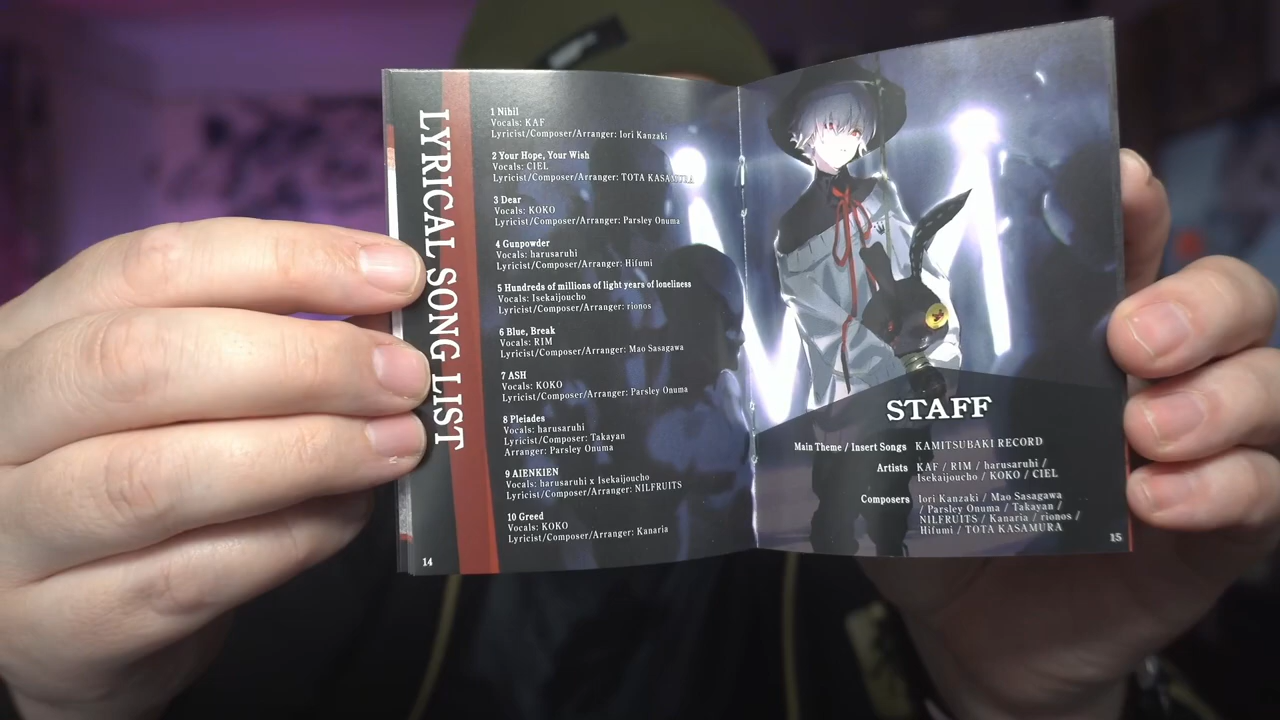 LYRICAL SONG LIST
1 Nihil
Vocals: KAF
Lyricist/Composer/Arranger: Iori Kanzaki
2 Your Hope, Your Wish
Vocals: CIEL
Lyricist/Composer/Arranger: TOTA KASAMURA
3 Dear
Vocals: KOKO
Lyricist/Composer/Arranger: Parsley Onuma
4 Gunpowder
Vocals: harusaruhi
Lyricist/Composer/Arranger: Hifumi
5 Hundreds of millions of light years of loneliness
Vocals: Isekaijoucho
Lyricist/Composer/Arranger: rionos
6 Blue, Break
Vocals: RIM
Lyricist/Composer/Arranger: Mao Sasagawa
7 ASH
Vocals: KOKO
Lyricist/Composer/Arranger: Parsley Onuma
8 Pleiades
Vocals: harusaruhi
Lyricist/Composer: Takayan
Arranger: Parsley Onuma
9 AIENKIEN
Vocals: harusaruhi x Isekaijoucho
Lyricist/Composer/Arranger: NILFRUITS
10 Greed
Vocals: KOKO
Lyricist/Composer/Arranger: Kanaria
14
STAFF
Main Theme / Insert Songs KAMITSUBAKI RECORD
Artists KAF / RIM / harusaruhi /
Isekaijoucho / KOKO / CIEL
Composers Iori Kanzaki / Mao Sasagawa
/ Parsley Onuma / Takayan /
NILFRUITS / Kanaria / rionos /
Hifumi / TOTA KASAMURA
15